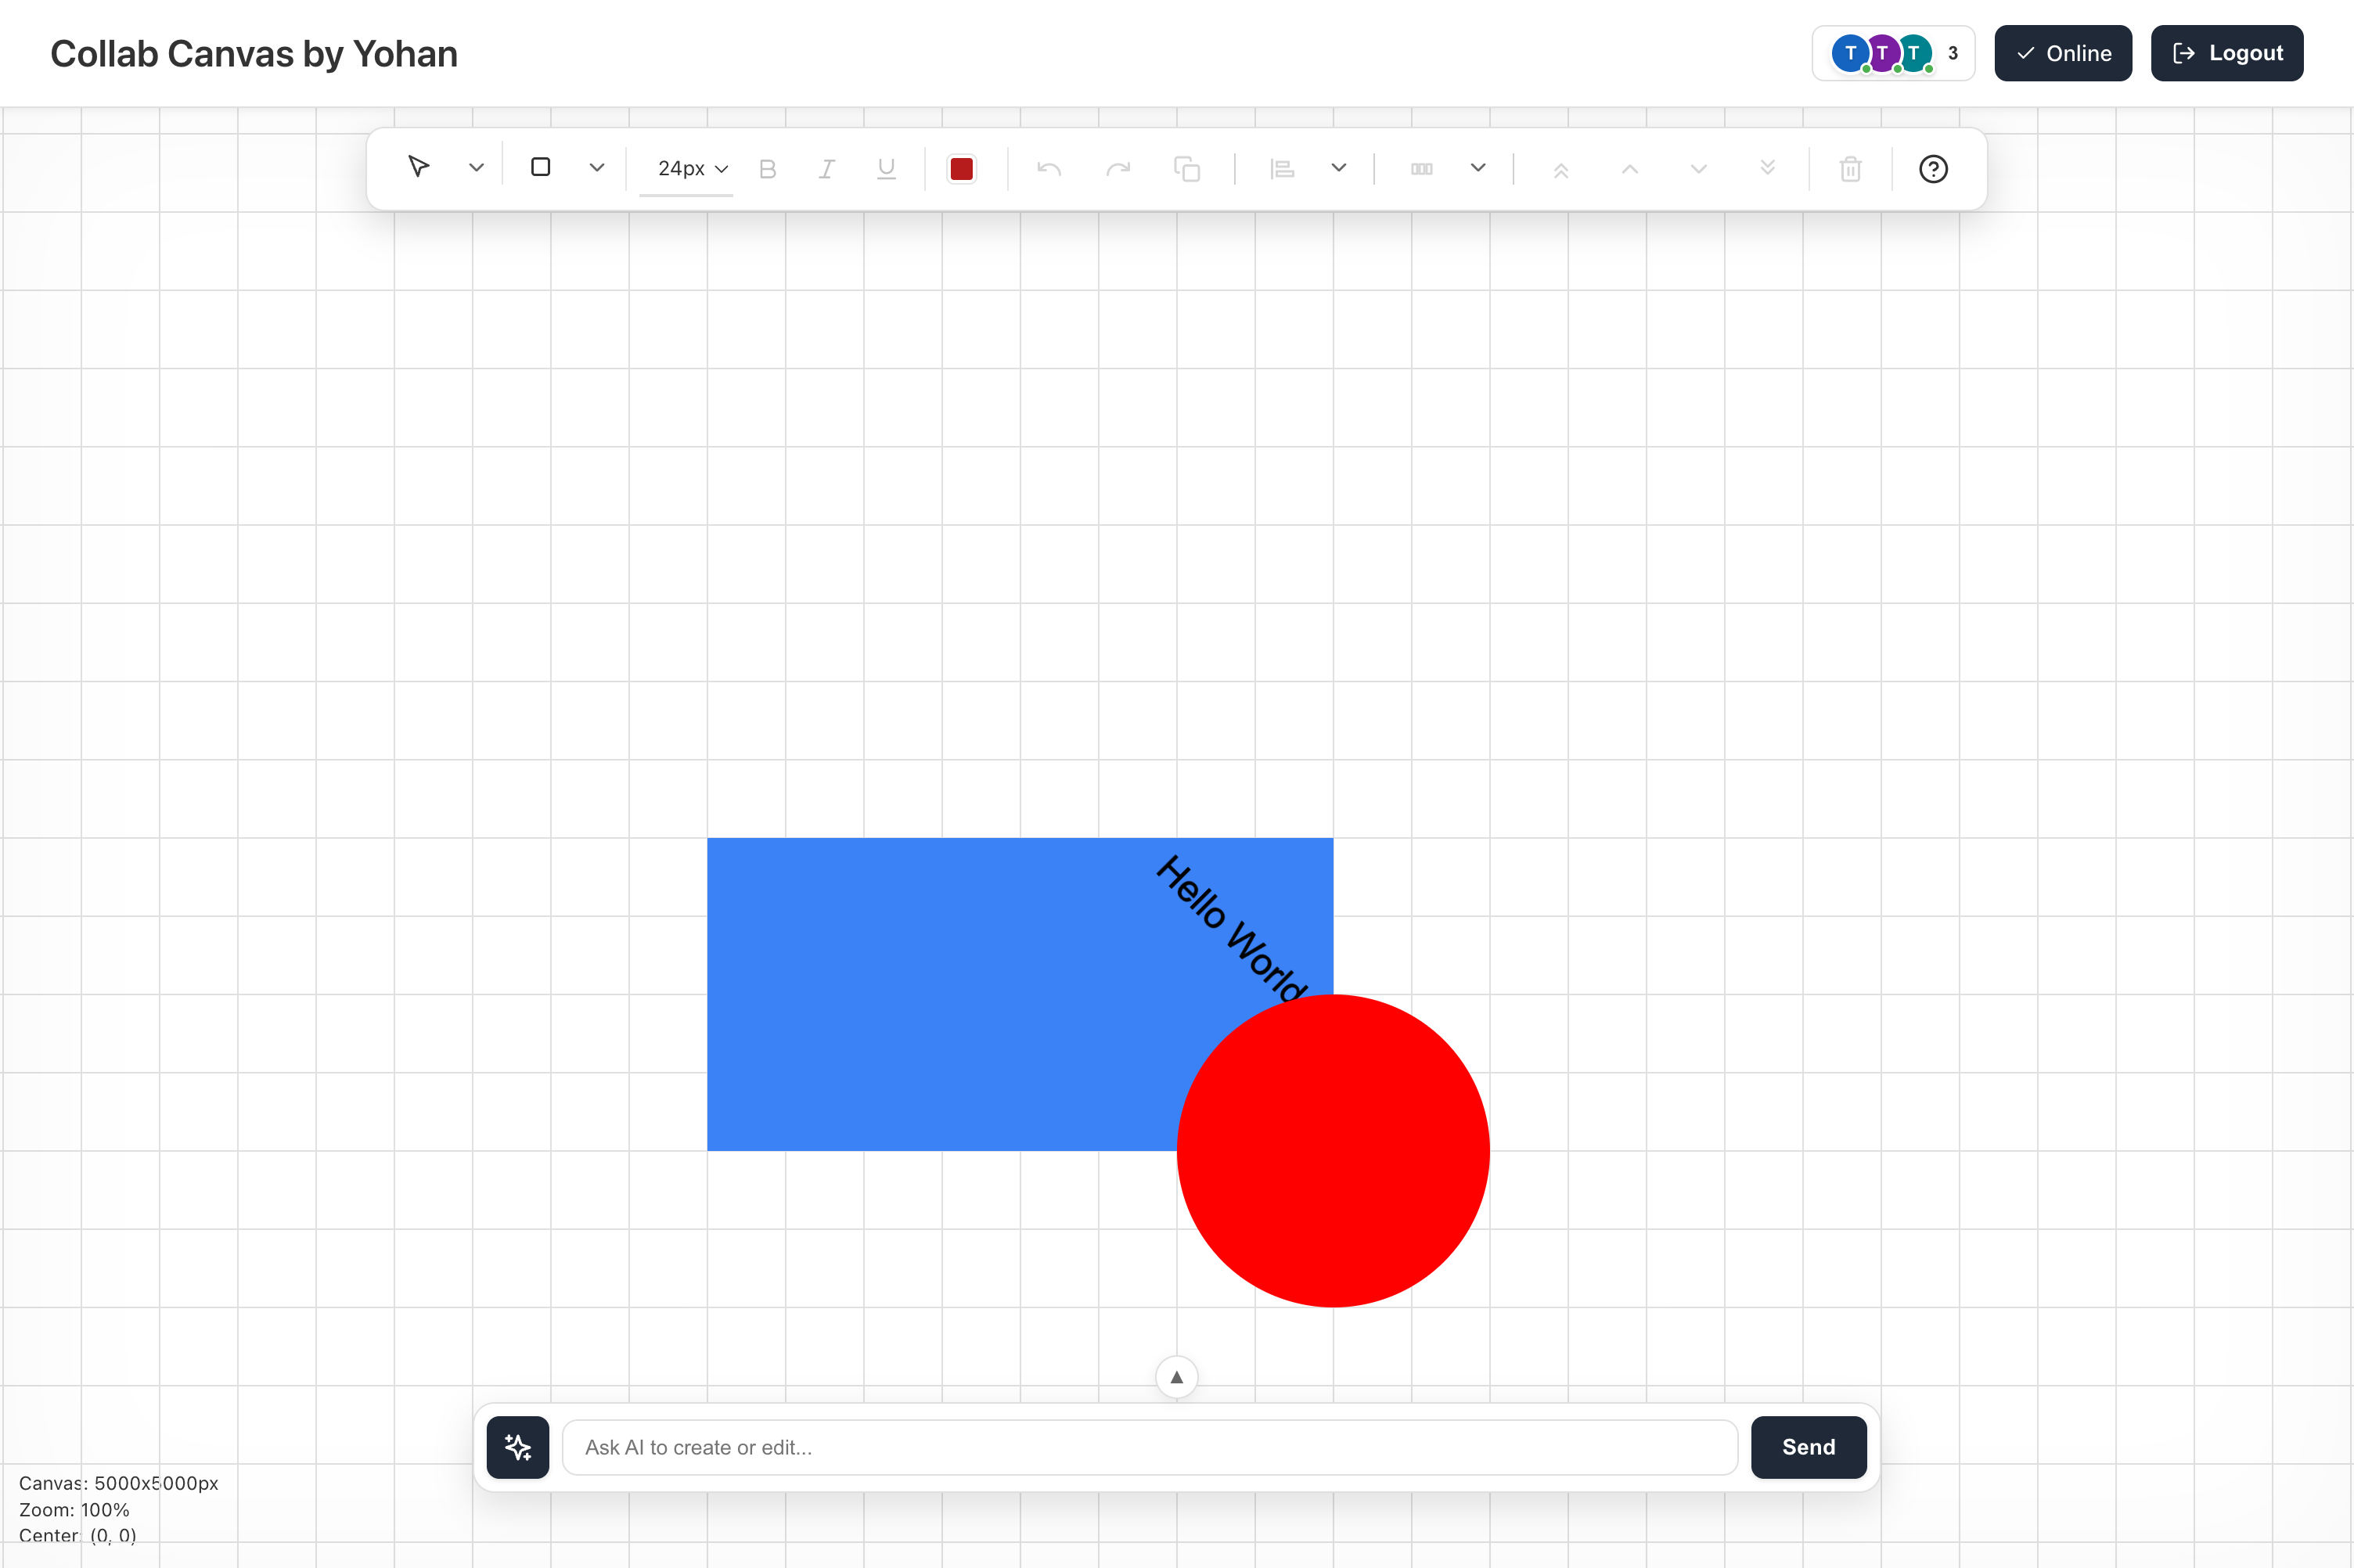 Collab Canvas by Yohan
T T T 3
Online
Logout
24px
Hello World
Ask AI to create or edit...
Send
Canvas: 5000x5000px
Zoom: 100%
Center: (0, 0)